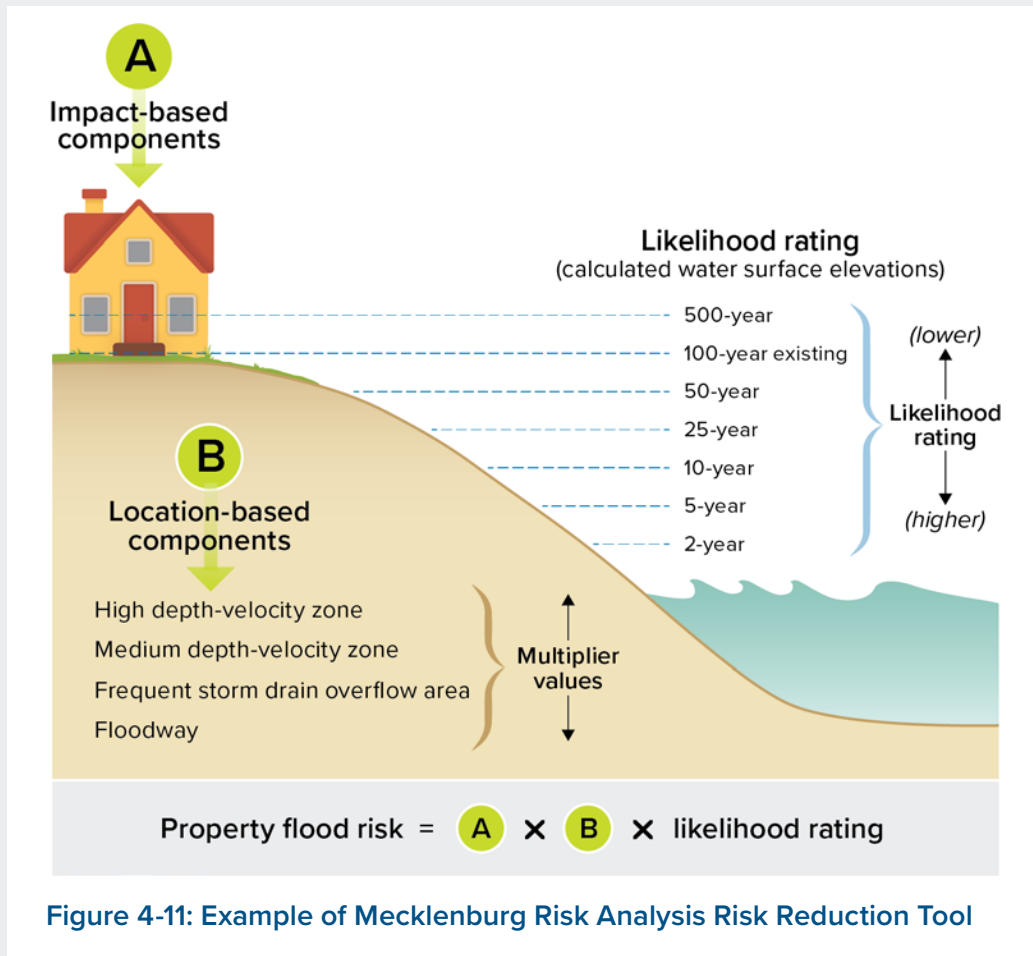 A
Impact-based
components
Likelihood rating
(calculated water surface elevations)
500-year
100-year existing
50-year
25-year
10-year
5-year
2-year
(lower)
Likelihood
rating
(higher)
B
Location-based
components
High depth-velocity zone
Medium depth-velocity zone
Frequent storm drain overflow area
Floodway
Multiplier
values
Property flood risk = A × B × likelihood rating
Figure 4-11: Example of Mecklenburg Risk Analysis Risk Reduction Tool